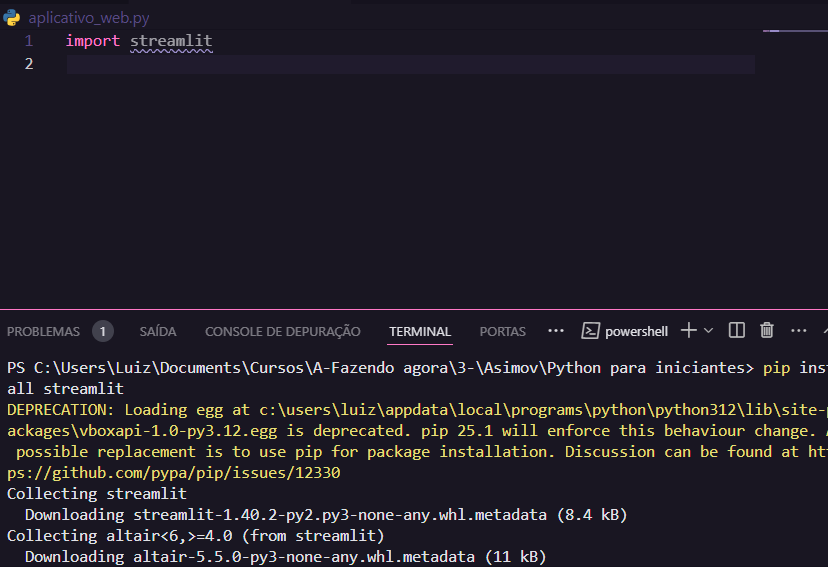 aplicativo_web.py
1 import streamlit
2
PROBLEMAS 1 SAÍDA CONSOLE DE DEPURAÇÃO TERMINAL PORTAS ··· powershell ···
PS C:\Users\Luiz\Documents\Cursos\A-Fazendo agora\3-\Asimov\Python para iniciantes> pip inst
all streamlit
DEPRECATION: Loading egg at c:\users\luiz\appdata\local\programs\python\python312\lib\site-p
ackages\vboxapi-1.0-py3.12.egg is deprecated. pip 25.1 will enforce this behaviour change. A
possible replacement is to use pip for package installation. Discussion can be found at htt
ps://github.com/pypa/pip/issues/12330
Collecting streamlit
Downloading streamlit-1.40.2-py2.py3-none-any.whl.metadata (8.4 kB)
Collecting altair<6,>=4.0 (from streamlit)
Downloading altair-5.5.0-py3-none-any.whl.metadata (11 kB)